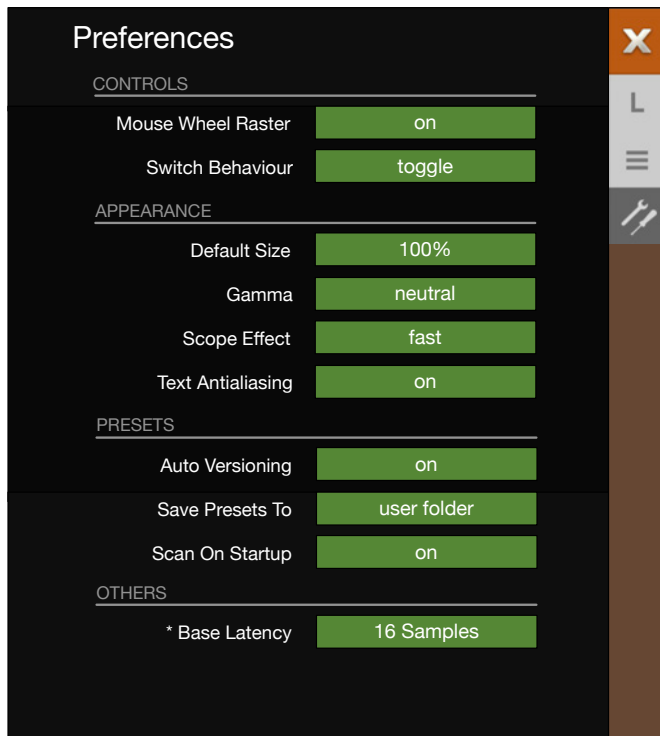 Preferences
X
L
CONTROLS
Mouse Wheel Raster on
Switch Behaviour toggle
APPEARANCE
Default Size 100%
Gamma neutral
Scope Effect fast
Text Antialiasing on
PRESETS
Auto Versioning on
Save Presets To user folder
Scan On Startup on
OTHERS
* Base Latency 16 Samples